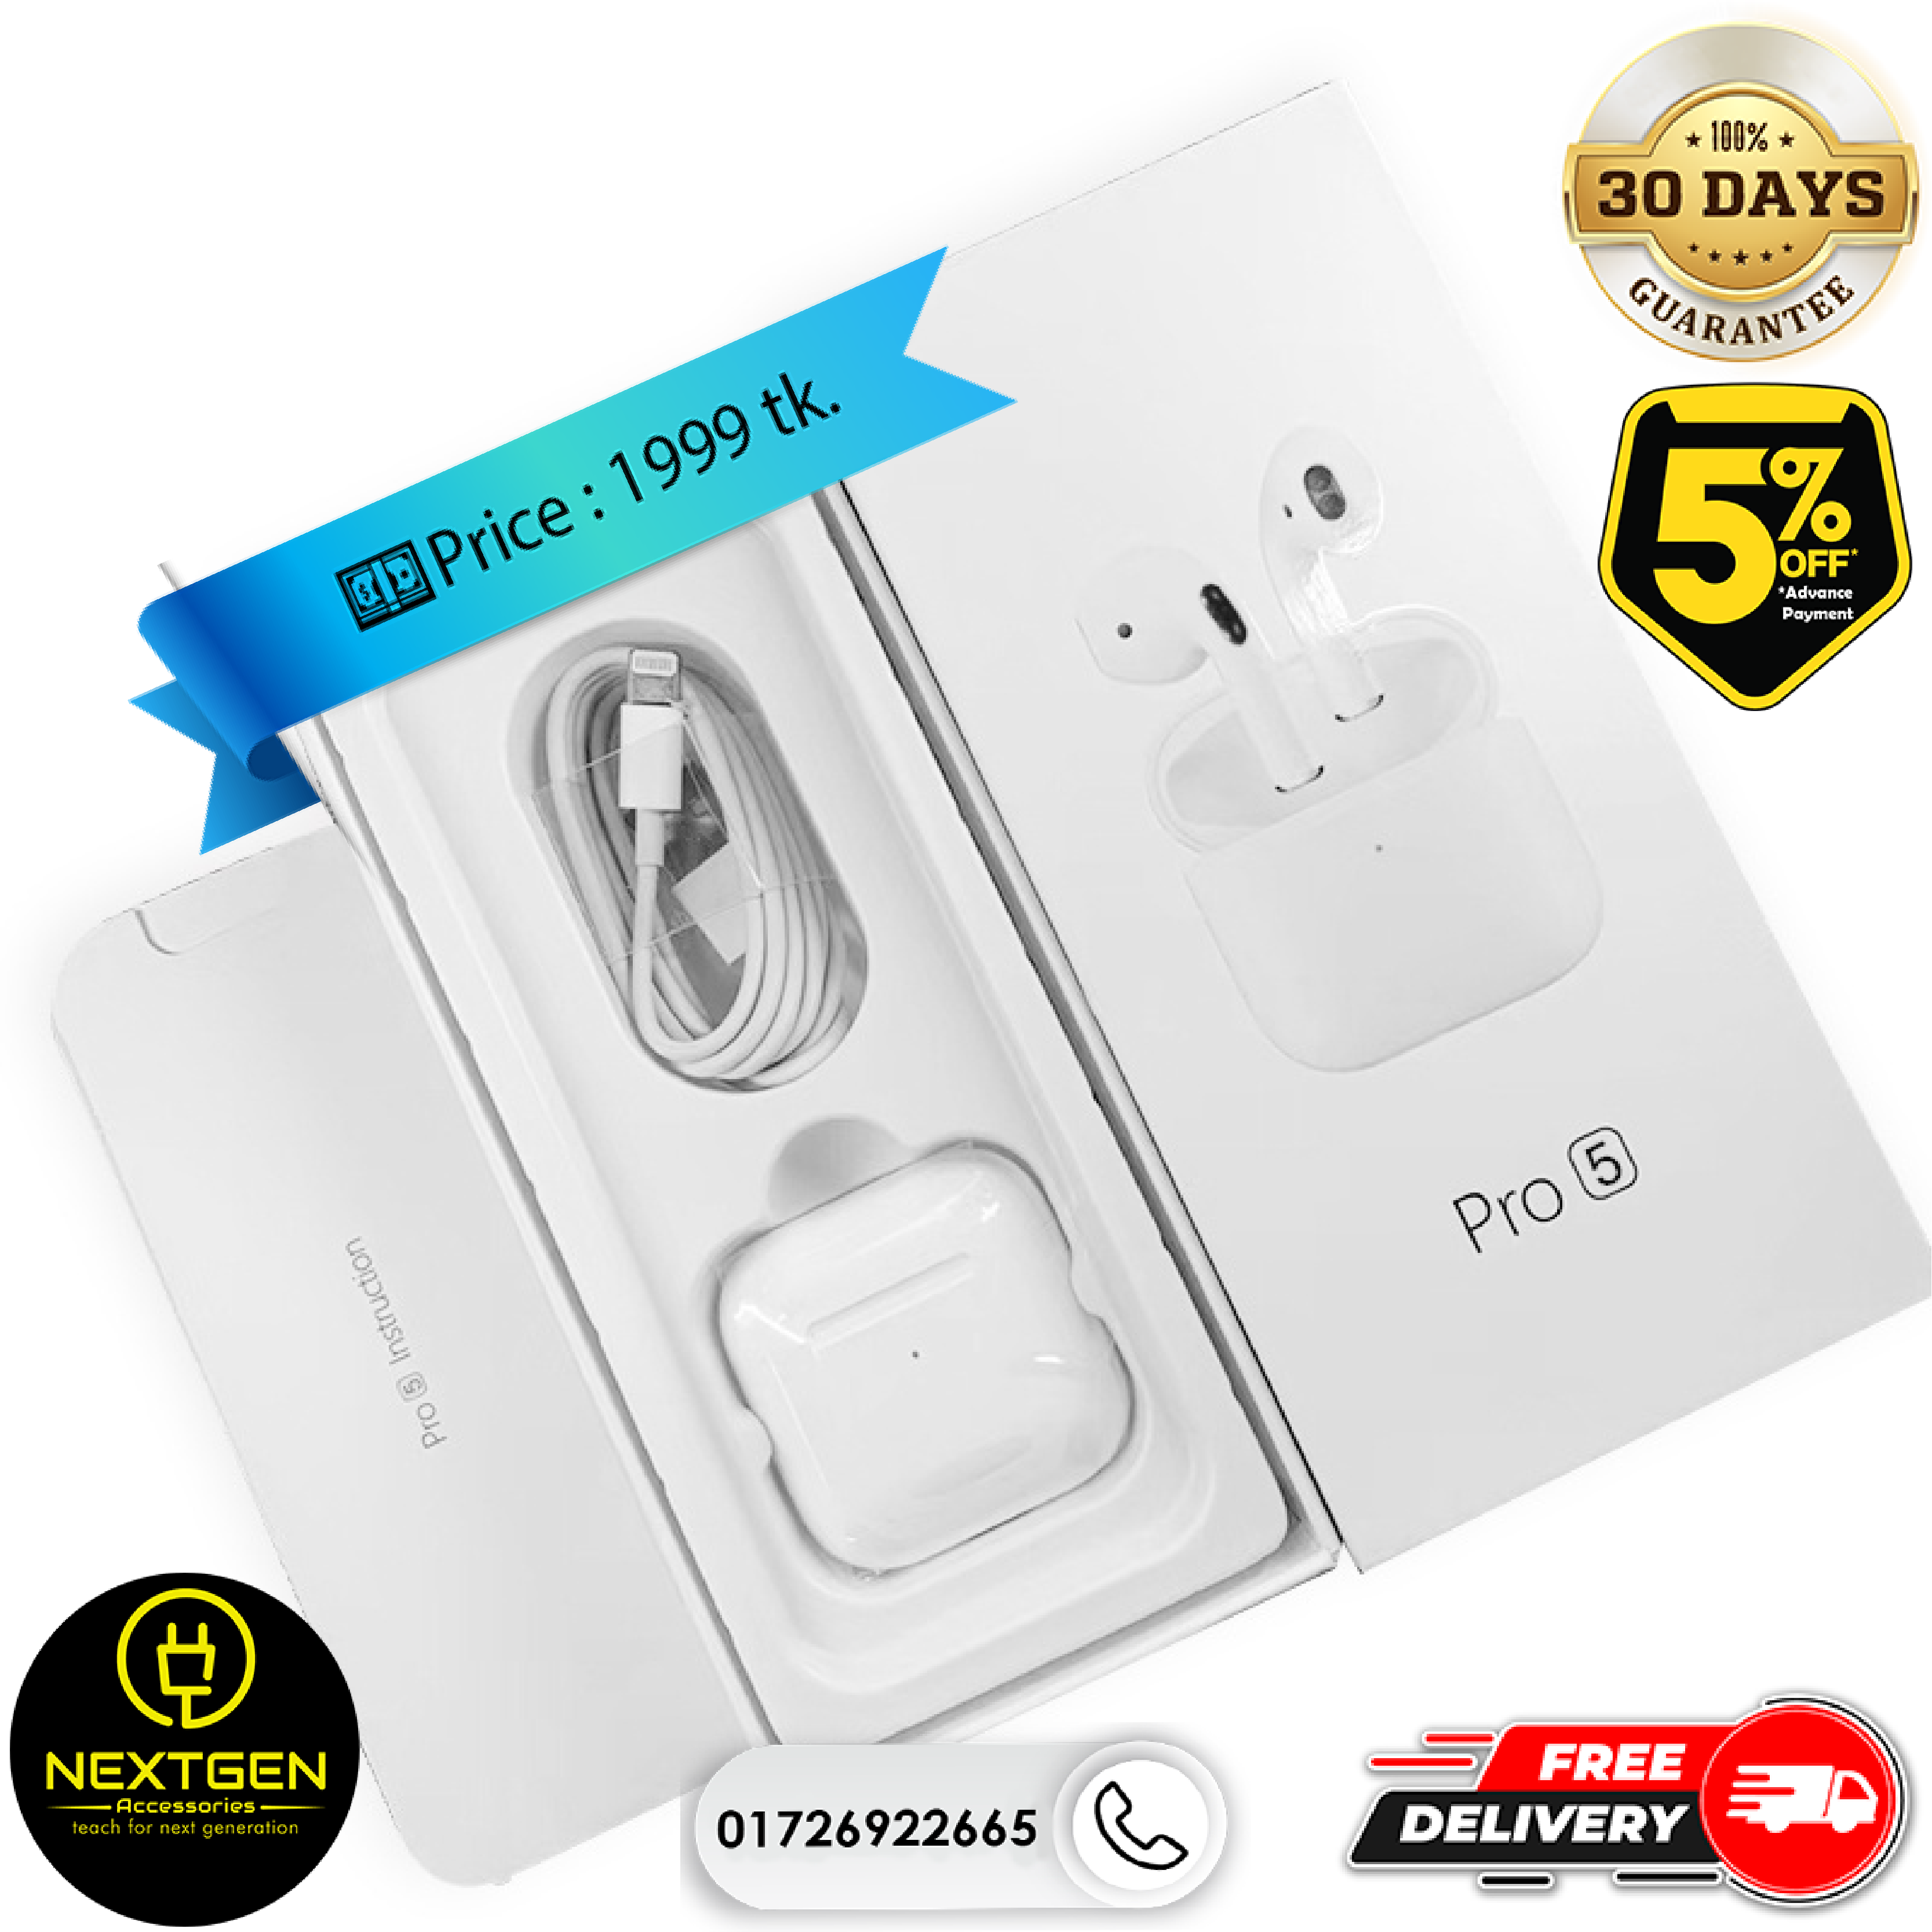 100%
30 DAYS
GUARANTEE
5% OFF*
*Advance
Payment
Price : 1999 tk.
Pro 5
Pro 5 Instruction
NEXTGEN
Accessories
teach for next generation
01726922665
FREE
DELIVERY